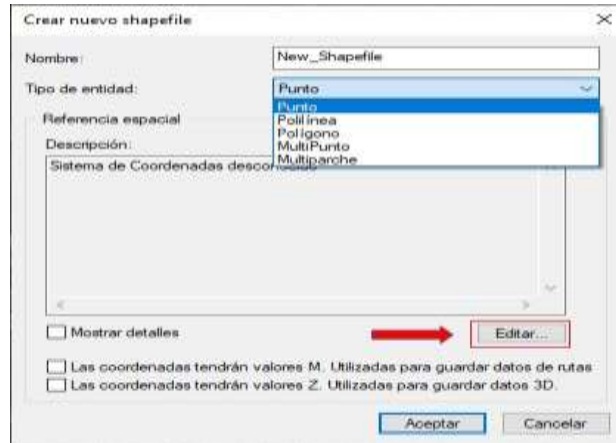 Crear nuevo shapefile
Nombre:
New_Shapefile
Tipo de entidad:
Punto
Punto
Polilínea
Polígono
MultiPunto
Multiparche
Referencia espacial
Descripción:
Sistema de Coordenadas
Mostrar detalles
Editar...
Las coordenadas tendrán valores M. Utilizadas para guardar datos de rutas
Las coordenadas tendrán valores Z. Utilizadas para guardar datos 3D.
Aceptar
Cancelar